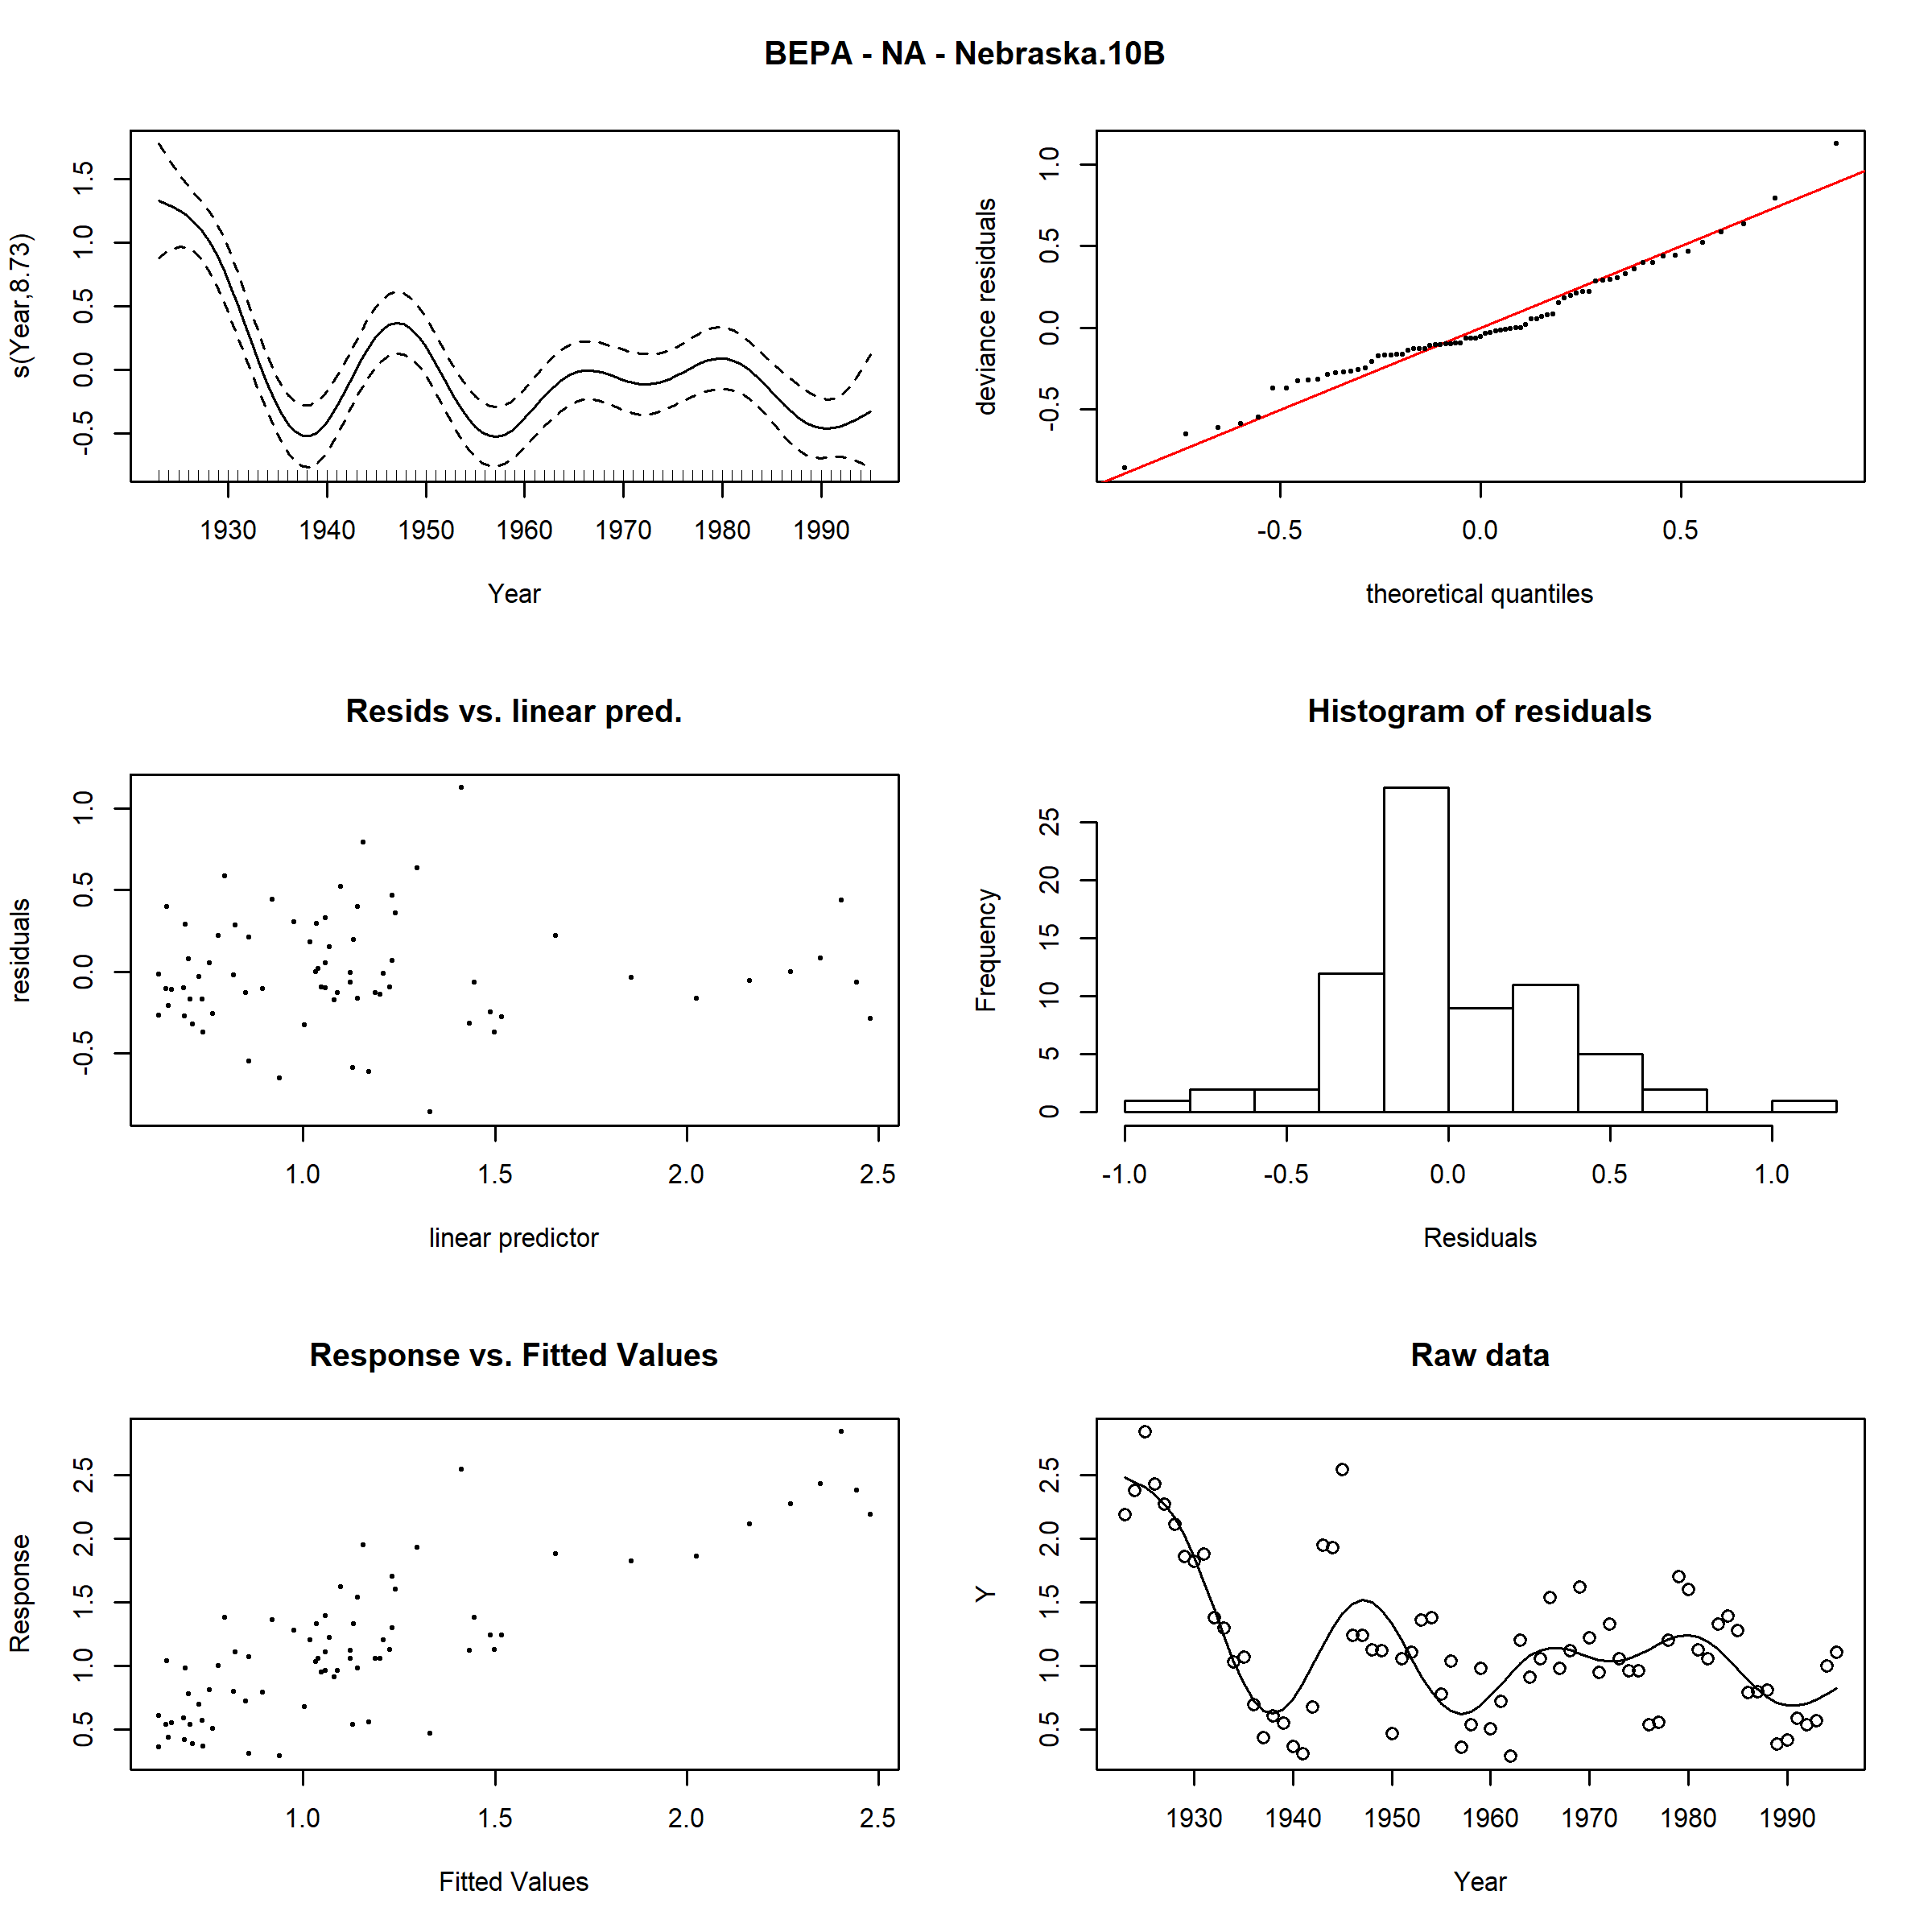 BEPA - NA - Nebraska.10B
s(Year,8.73)
-0.5 0.0 0.5 1.0 1.5
1930 1940 1950 1960 1970 1980 1990
Year
deviance residuals
-0.5 0.0 0.5 1.0
-0.5 0.0 0.5
theoretical quantiles
Resids vs. linear pred.
residuals
-0.5 0.0 0.5 1.0
1.0 1.5 2.0 2.5
linear predictor
Histogram of residuals
Frequency
0 5 10 15 20 25
-1.0 -0.5 0.0 0.5 1.0
Residuals
Response vs. Fitted Values
Response
0.5 1.0 1.5 2.0 2.5
1.0 1.5 2.0 2.5
Fitted Values
Raw data
Y
0.5 1.0 1.5 2.0 2.5
1930 1940 1950 1960 1970 1980 1990
Year